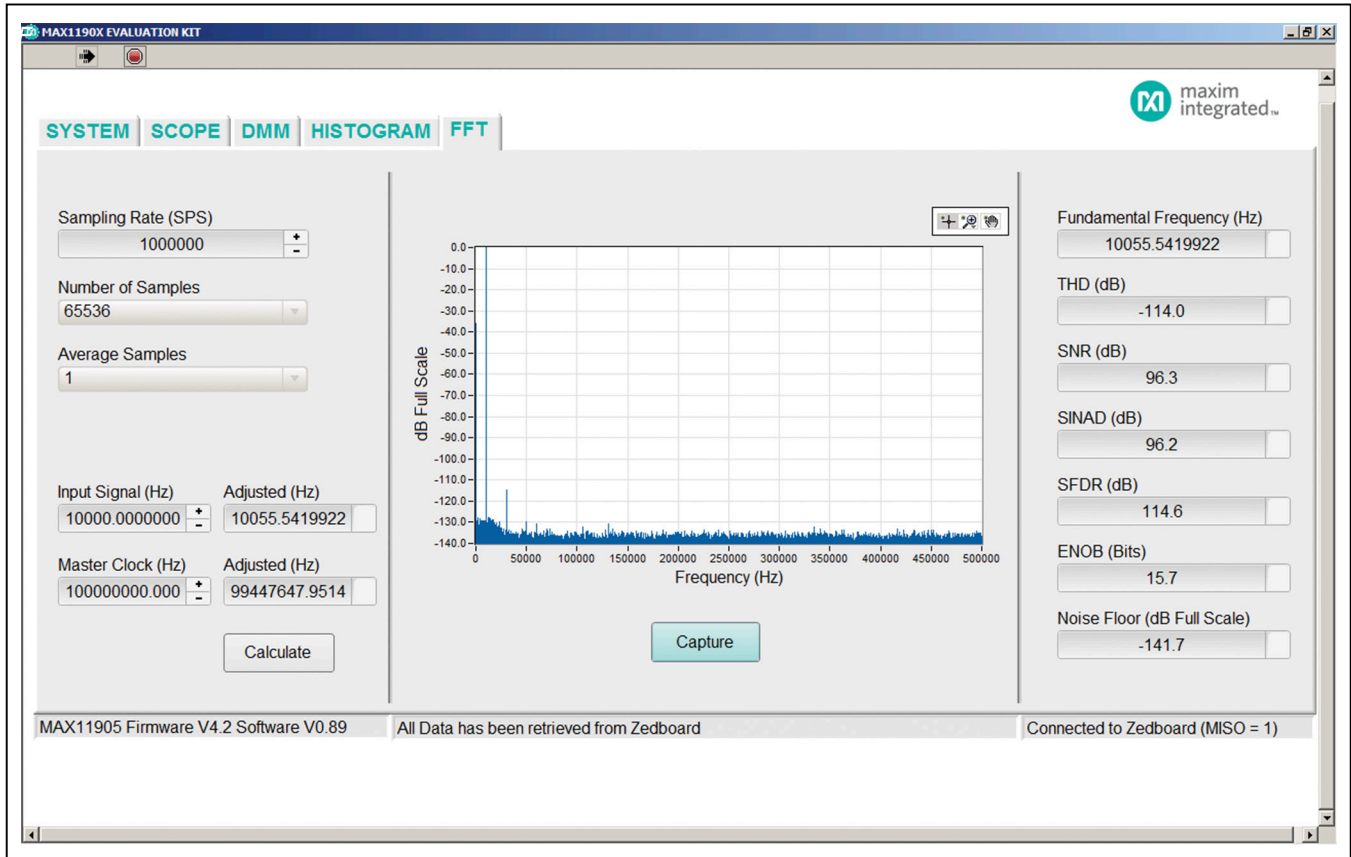 MAX1190X EVALUATION KIT
maxim
integrated™
SYSTEM SCOPE DMM HISTOGRAM FFT
Sampling Rate (SPS)
1000000
+
-
Number of Samples
65536
Average Samples
1
Input Signal (Hz) Adjusted (Hz)
10000.0000000 + - 10055.5419922
Master Clock (Hz) Adjusted (Hz)
100000000.000 + - 99447647.9514
Calculate
dB Full Scale
0.0
-10.0
-20.0
-30.0
-40.0
-50.0
-60.0
-70.0
-80.0
-90.0
-100.0
-110.0
-120.0
-130.0
-140.0
0 50000 100000 150000 200000 250000 300000 350000 400000 450000 500000
Frequency (Hz)
Capture
Fundamental Frequency (Hz)
10055.5419922
THD (dB)
-114.0
SNR (dB)
96.3
SINAD (dB)
96.2
SFDR (dB)
114.6
ENOB (Bits)
15.7
Noise Floor (dB Full Scale)
-141.7
MAX11905 Firmware V4.2 Software V0.89
All Data has been retrieved from Zedboard
Connected to Zedboard (MISO = 1)